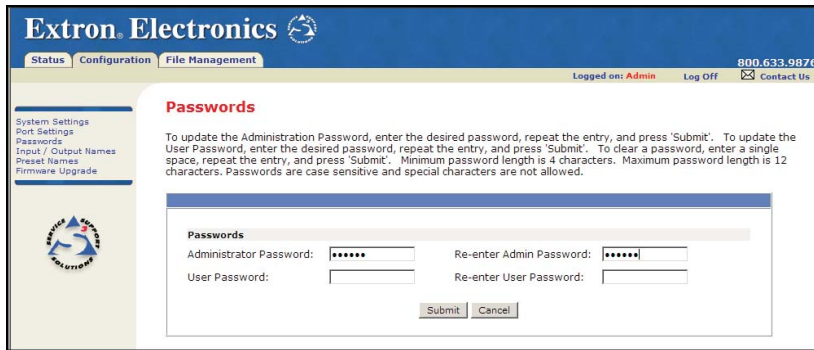 Extron® Electronics
Status Configuration File Management
800.633.9876
Logged on: Admin Log Off Contact Us
System Settings
Port Settings
Passwords
Input / Output Names
Preset Names
Firmware Upgrade
SERVICE SUPPORT SOLUTIONS
S3
Passwords
To update the Administration Password, enter the desired password, repeat the entry, and press 'Submit'. To update the
User Password, enter the desired password, repeat the entry, and press 'Submit'. To clear a password, enter a single
space, repeat the entry, and press 'Submit'. Minimum password length is 4 characters. Maximum password length is 12
characters. Passwords are case sensitive and special characters are not allowed.
Passwords
Administrator Password: •••••• Re-enter Admin Password: ••••••
User Password: Re-enter User Password:
Submit Cancel